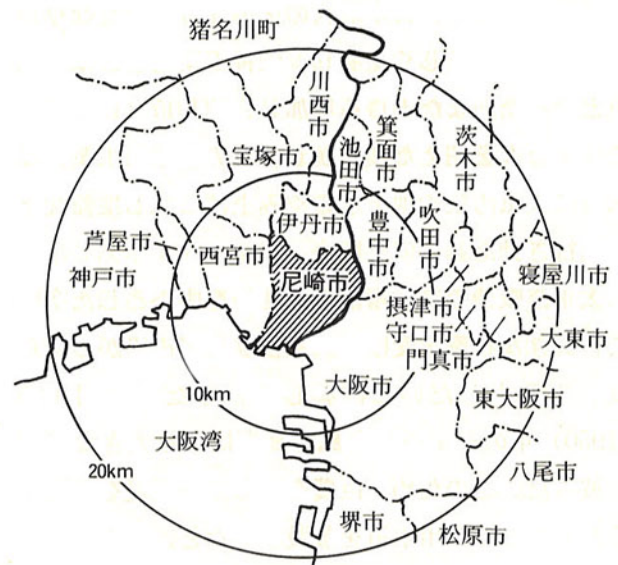 猪名川町
川西市
箕面市
茨木市
池田市
宝塚市
伊丹市
豊中市
吹田市
芦屋市
西宮市
尼崎市
神戸市
寝屋川市
摂津市
守口市
門真市
大東市
大阪市
10km
東大阪市
大阪湾
20km
八尾市
堺市
松原市